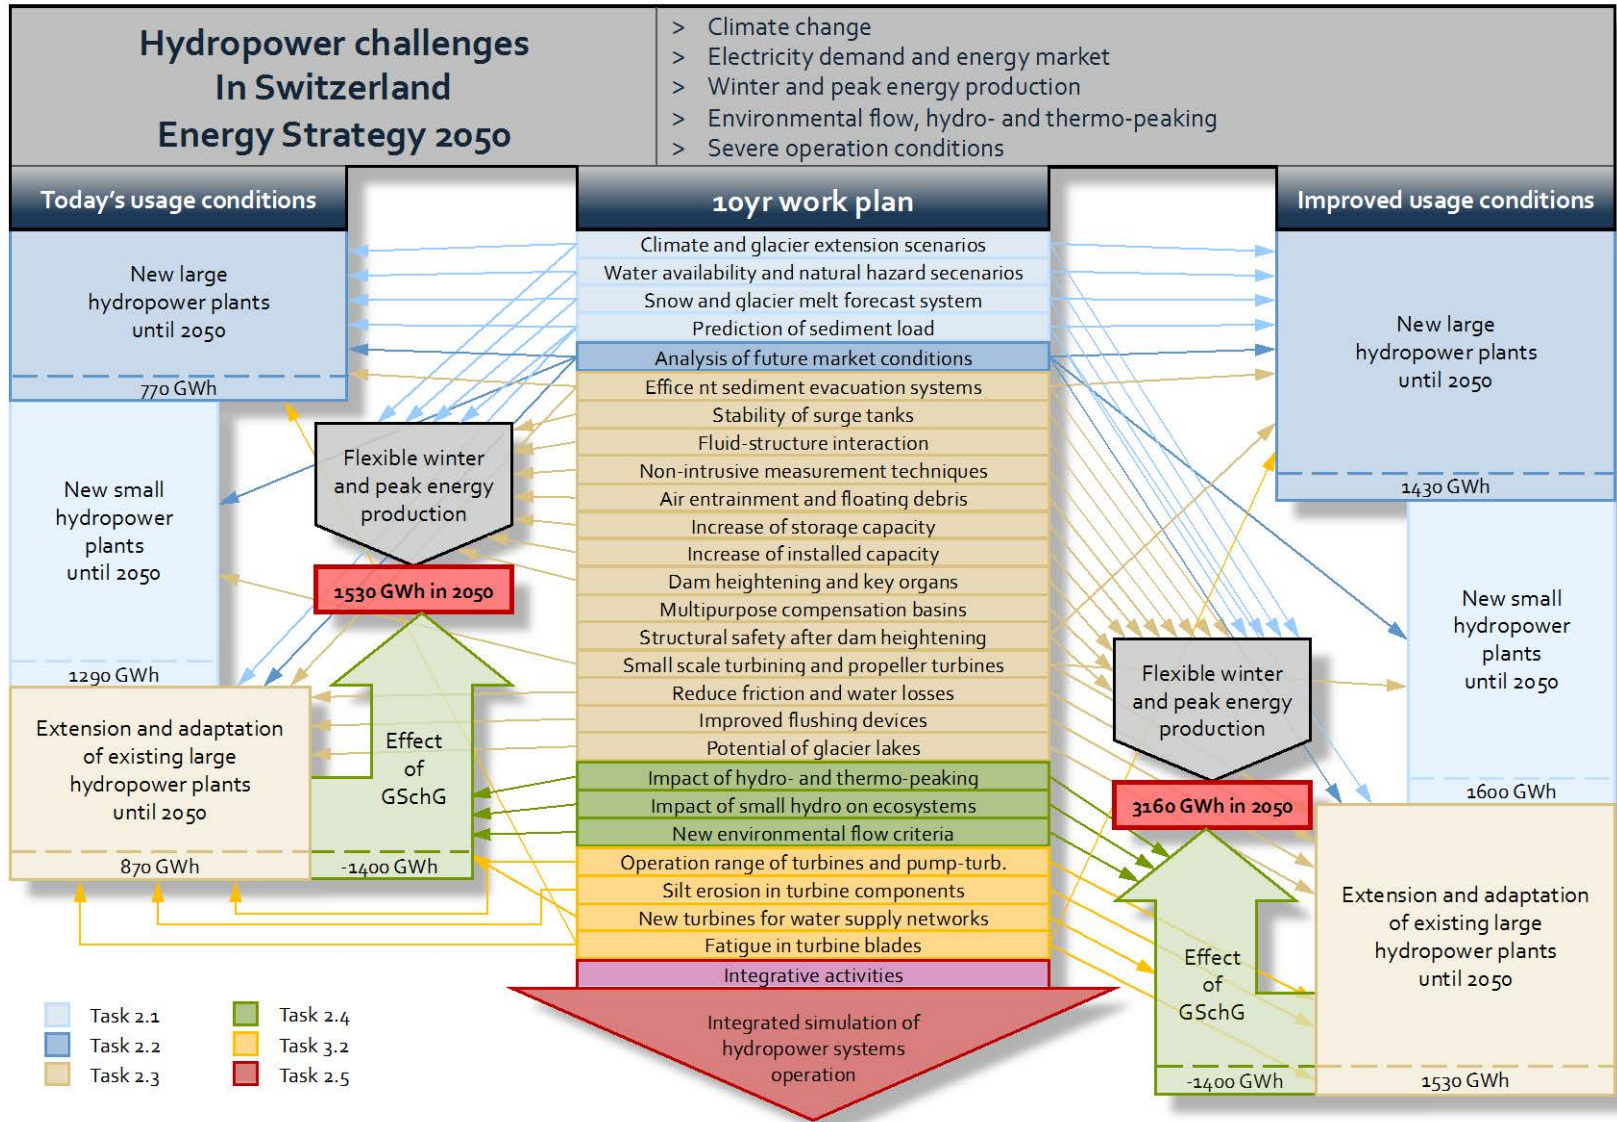 Hydropower challenges
In Switzerland
Energy Strategy 2050
> Climate change
> Electricity demand and energy market
> Winter and peak energy production
> Environmental flow, hydro- and thermo-peaking
> Severe operation conditions
Today's usage conditions
10yr work plan
Improved usage conditions
New large
hydropower plants
until 2050
770 GWh
New small
hydropower
plants
until 2050
1290 GWh
Extension and adaptation
of existing large
hydropower plants
until 2050
870 GWh
Flexible winter
and peak energy
production
1530 GWh in 2050
Effect
of
GSchG
-1400 GWh
Climate and glacier extension scenarios
Water availability and natural hazard secenarios
Snow and glacier melt forecast system
Prediction of sediment load
Analysis of future market conditions
Effice nt sediment evacuation systems
Stability of surge tanks
Fluid-structure interaction
Non-intrusive measurement techniques
Air entrainment and floating debris
Increase of storage capacity
Increase of installed capacity
Dam heightening and key organs
Multipurpose compensation basins
Structural safety after dam heightening
Small scale turbining and propeller turbines
Reduce friction and water losses
Improved flushing devices
Potential of glacier lakes
Impact of hydro- and thermo-peaking
Impact of small hydro on ecosystems
New environmental flow criteria
Operation range of turbines and pump-turb.
Silt erosion in turbine components
New turbines for water supply networks
Fatigue in turbine blades
Integrative activities
Integrated simulation of
hydropower systems
operation
New large
hydropower plants
until 2050
1430 GWh
New small
hydropower
plants
until 2050
1600 GWh
Flexible winter
and peak energy
production
3160 GWh in 2050
Effect
of
GSchG
-1400 GWh
Extension and adaptation
of existing large
hydropower plants
until 2050
1530 GWh
Task 2.1
Task 2.2
Task 2.3
Task 2.4
Task 3.2
Task 2.5